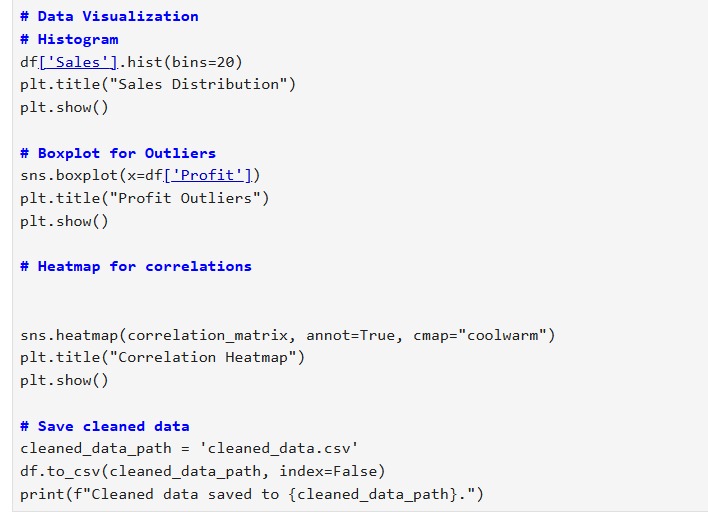 # Data Visualization
# Histogram
df['Sales'].hist(bins=20)
plt.title("Sales Distribution")
plt.show()
# Boxplot for Outliers
sns.boxplot(x=df['Profit'])
plt.title("Profit Outliers")
plt.show()
# Heatmap for correlations
sns.heatmap(correlation_matrix, annot=True, cmap="coolwarm")
plt.title("Correlation Heatmap")
plt.show()
# Save cleaned data
cleaned_data_path = 'cleaned_data.csv'
df.to_csv(cleaned_data_path, index=False)
print(f"Cleaned data saved to {cleaned_data_path}.")